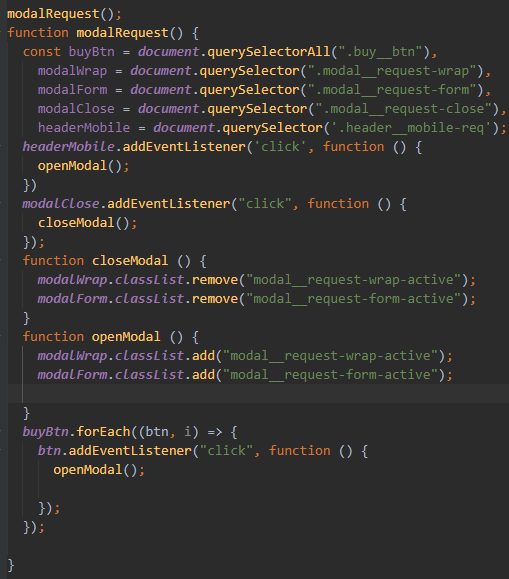 modalRequest();
function modalRequest() {
  const buyBtn = document.querySelectorAll(".buy__btn"),
    modalWrap = document.querySelector(".modal__request-wrap"),
    modalForm = document.querySelector(".modal__request-form"),
    modalClose = document.querySelector(".modal__request-close"),
    headerMobile = document.querySelector('.header__mobile-req');
  headerMobile.addEventListener('click', function () {
    openModal();
  })
  modalClose.addEventListener("click", function () {
    closeModal();
  });
  function closeModal () {
    modalWrap.classList.remove("modal__request-wrap-active");
    modalForm.classList.remove("modal__request-form-active");
  }
  function openModal () {
    modalWrap.classList.add("modal__request-wrap-active");
    modalForm.classList.add("modal__request-form-active");

  }
  buyBtn.forEach((btn, i) => {
    btn.addEventListener("click", function () {
      openModal();

    });
  });

}